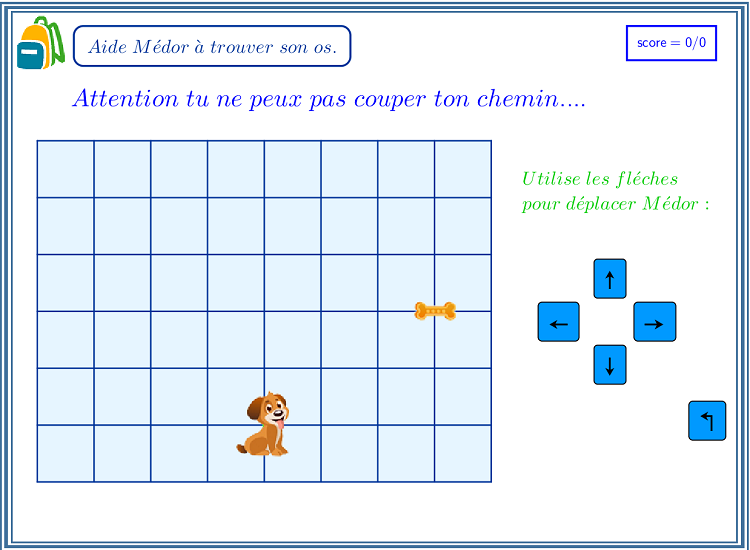 Aide Médor à trouver son os.
score = 0/0
Attention tu ne peux pas couper ton chemin....
Utilise les fléches
pour déplacer Médor :
↑
← →
↓
↰